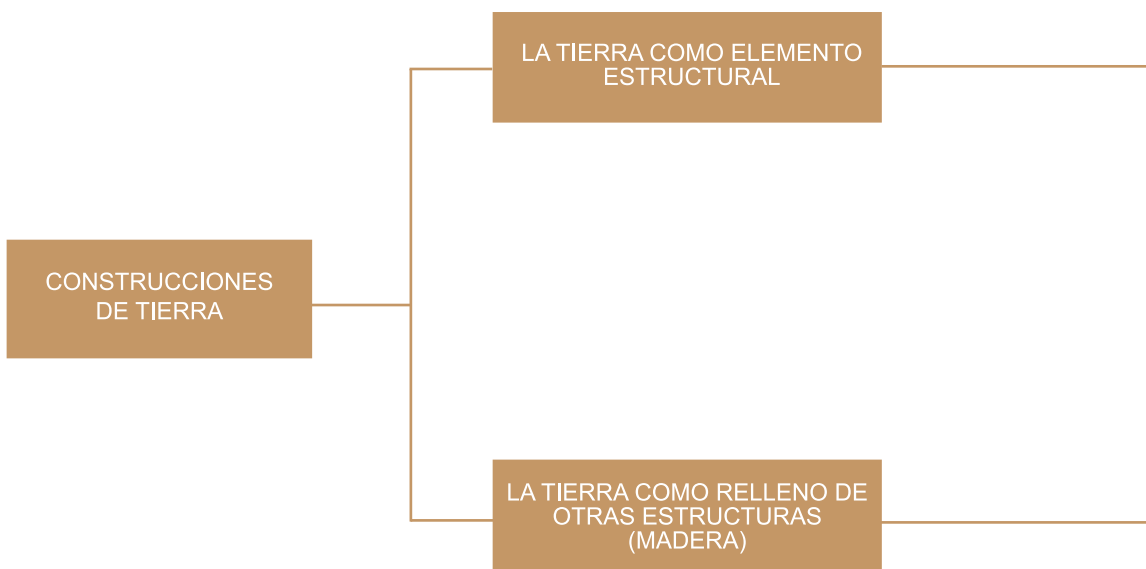 LA TIERRA COMO ELEMENTO
ESTRUCTURAL
CONSTRUCCIONES
DE TIERRA
LA TIERRA COMO RELLENO DE
OTRAS ESTRUCTURAS
(MADERA)